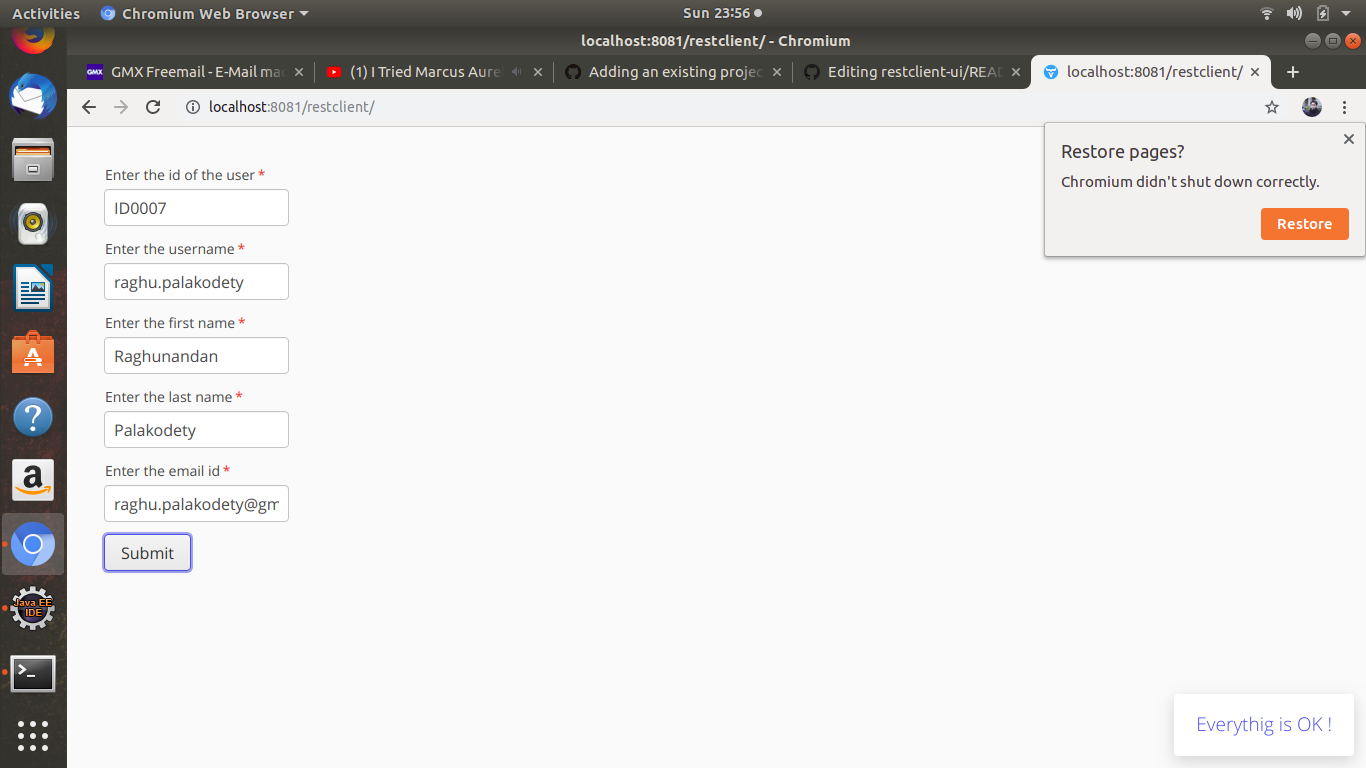 Activities Chromium Web Browser Sun 23:56
localhost:8081/restclient/ - Chromium
GMX GMX Freemail - E-Mail mac (1) I Tried Marcus Aure Adding an existing projec Editing restclient-ui/READ localhost:8081/restclient/
localhost:8081/restclient/
Restore pages?
Chromium didn't shut down correctly.
Restore
Enter the id of the user *
ID0007
Enter the username *
raghu.palakodety
Enter the first name *
Raghunandan
Enter the last name *
Palakodety
Enter the email id *
raghu.palakodety@gm
Submit
Java EE
IDE
Everythig is OK !